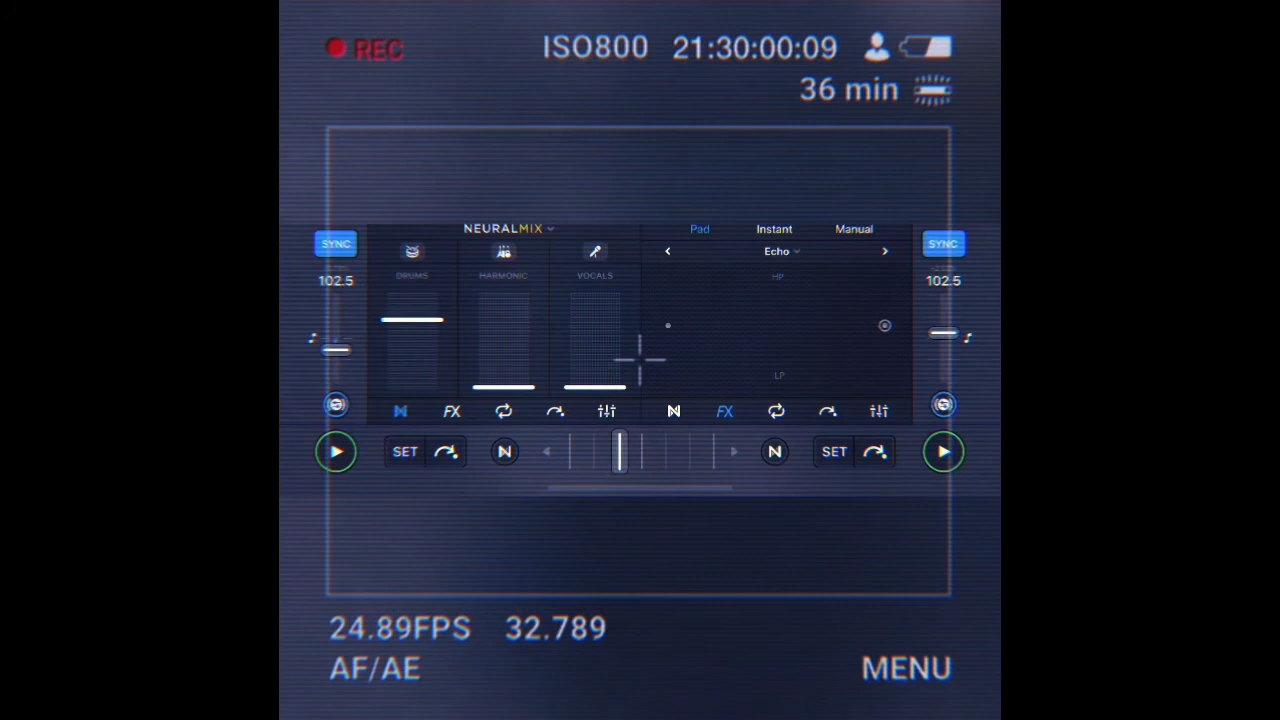 REC ISO800 21:30:00:09
36 min
NEURALMIX Pad Instant Manual
SYNC Echo SYNC
DRUMS HARMONIC VOCALS HP
102.5 102.5
LP
FX FX
SET SET
24.89FPS 32.789
AF/AE MENU